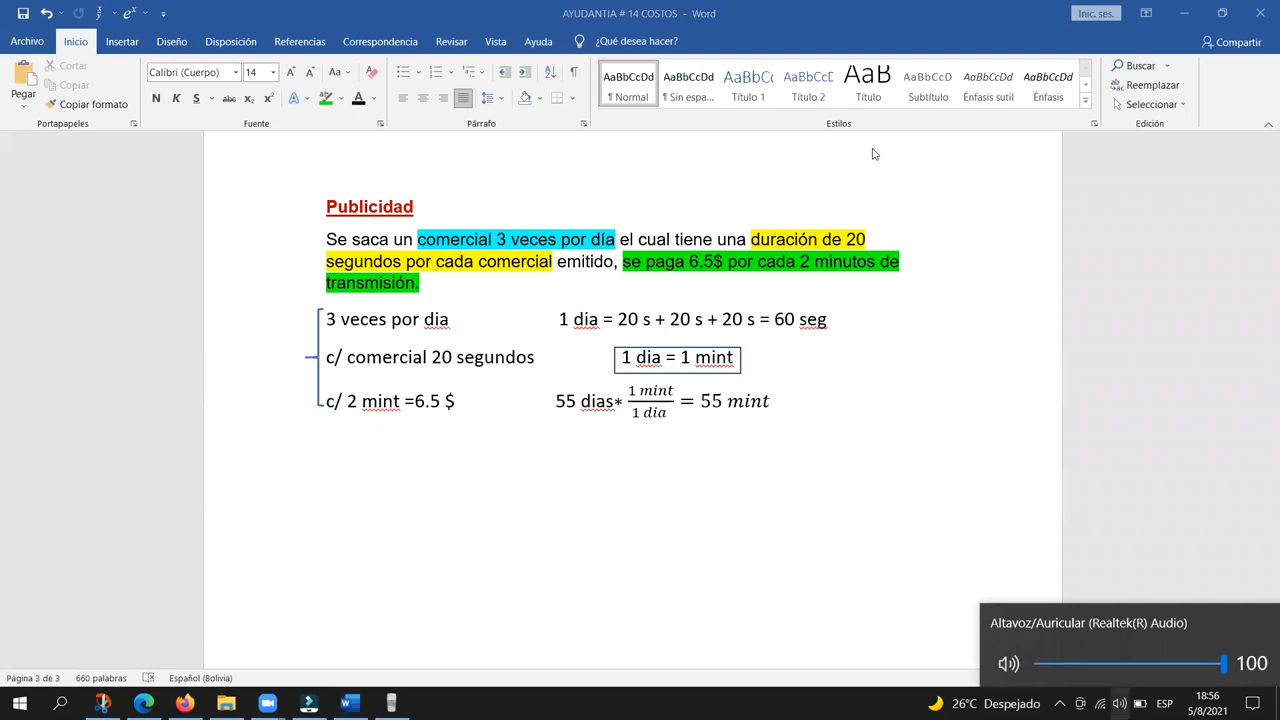 AYUDANTIA # 14 COSTOS - Word
Inic. ses.
Archivo Inicio Insertar Diseño Disposición Referencias Correspondencia Revisar Vista Ayuda ¿Qué desea hacer? Compartir
Pegar
Cortar
Copiar
Copiar formato
Portapapeles
Calibri (Cuerpo) 14
N K S abc x₂ x²
Fuente
Párrafo
AaBbCcDd AaBbCcDd AaBbCc AaBbCcD AaB AaBbCcD AaBbCcDd AaBbCcDd
¶ Normal ¶ Sin espa... Título 1 Título 2 Título Subtítulo Énfasis sutil Énfasis
Estilos
Buscar
Reemplazar
Seleccionar
Edición
Publicidad
Se saca un comercial 3 veces por día el cual tiene una duración de 20
segundos por cada comercial emitido, se paga 6.5$ por cada 2 minutos de
transmisión.
3 veces por dia 1 dia = 20 s + 20 s + 20 s = 60 seg
c/ comercial 20 segundos 1 dia = 1 mint
c/ 2 mint =6.5 $ 55 dias* 1 mint / 1 dia = 55 mint
Altavoz/Auricular (Realtek(R) Audio)
100
Página 3 de 3 660 palabras Español (Bolivia)
26°C Despejado ESP 18:56
5/8/2021